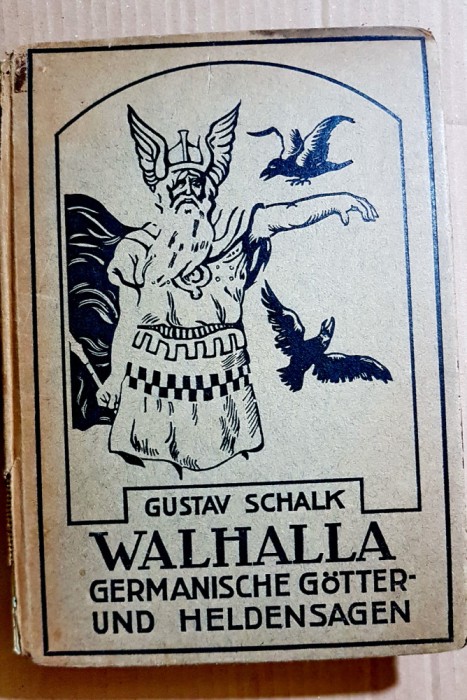 GUSTAV SCHALK
WALHALLA
GERMANISCHE GÖTTER-
UND HELDENSAGEN